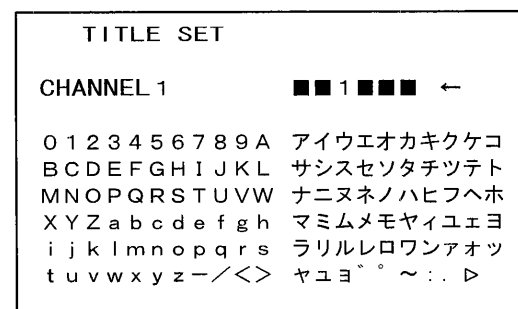 TITLE SET
CHANNEL 1 ■■1■■■ ←
0123456789A アイウエオカキクケコ
BCDEFGHIJKL サシスセソタチツテト
MNOPQRSTUVW ナニヌネノハヒフヘホ
XYZabcdefgh マミムメモヤィユェヨ
ijklmnopqrs ラリルレロワンァォッ
tuvwxyz-/<> ャュョ゛゜~:. ▷